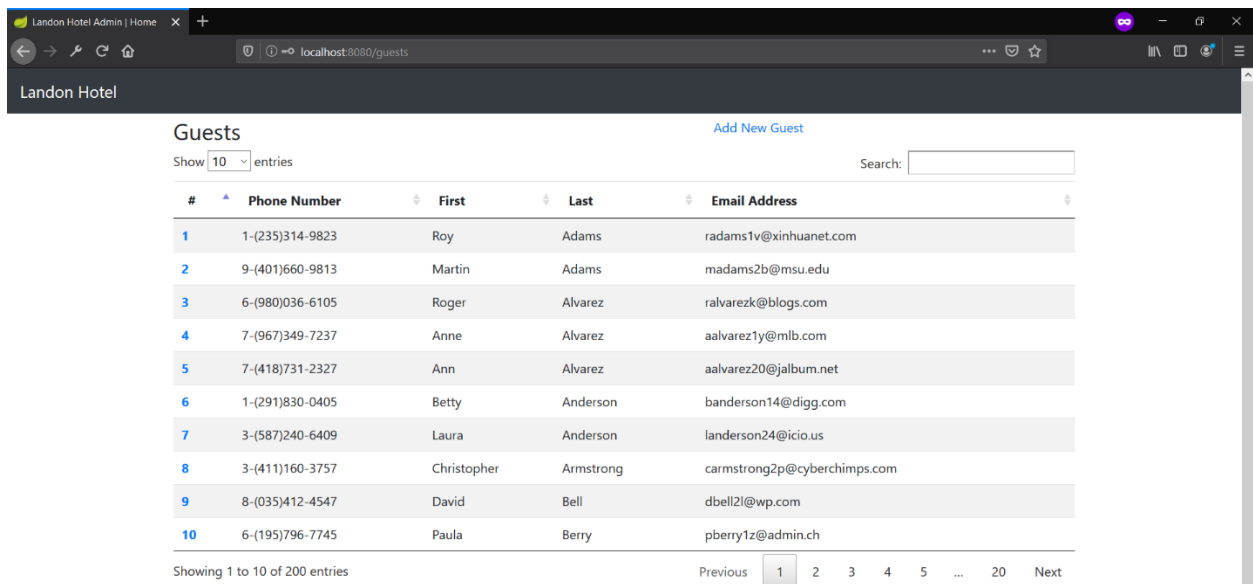 Landon Hotel Admin | Home
localhost:8080/guests
Landon Hotel
Guests Add New Guest
Show 10 entries Search:
# Phone Number First Last Email Address
1 1-(235)314-9823 Roy Adams radams1v@xinhuanet.com
2 9-(401)660-9813 Martin Adams madams2b@msu.edu
3 6-(980)036-6105 Roger Alvarez ralvarezk@blogs.com
4 7-(967)349-7237 Anne Alvarez aalvarez1y@mlb.com
5 7-(418)731-2327 Ann Alvarez aalvarez20@jalbum.net
6 1-(291)830-0405 Betty Anderson banderson14@digg.com
7 3-(587)240-6409 Laura Anderson landerson24@icio.us
8 3-(411)160-3757 Christopher Armstrong carmstrong2p@cyberchimps.com
9 8-(035)412-4547 David Bell dbell2l@wp.com
10 6-(195)796-7745 Paula Berry pberry1z@admin.ch
Showing 1 to 10 of 200 entries Previous 1 2 3 4 5 ... 20 Next